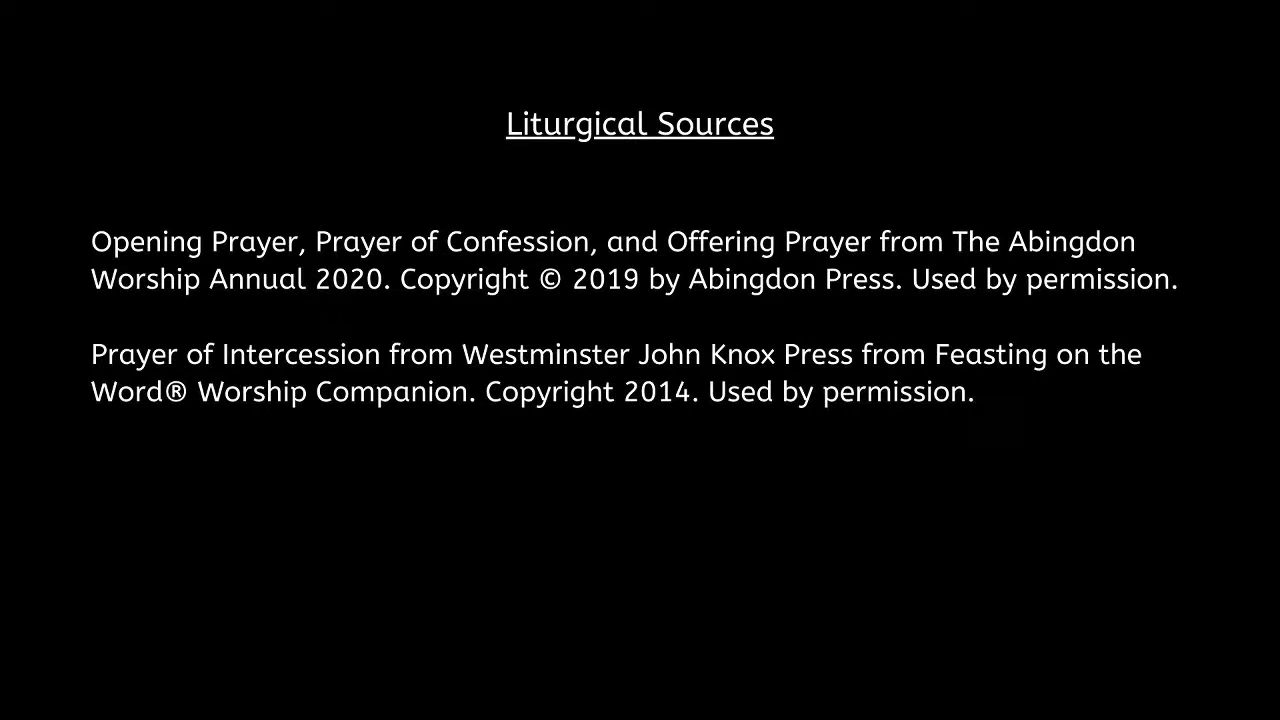 Liturgical Sources
Opening Prayer, Prayer of Confession, and Offering Prayer from The Abingdon
Worship Annual 2020. Copyright © 2019 by Abingdon Press. Used by permission.
Prayer of Intercession from Westminster John Knox Press from Feasting on the
Word® Worship Companion. Copyright 2014. Used by permission.